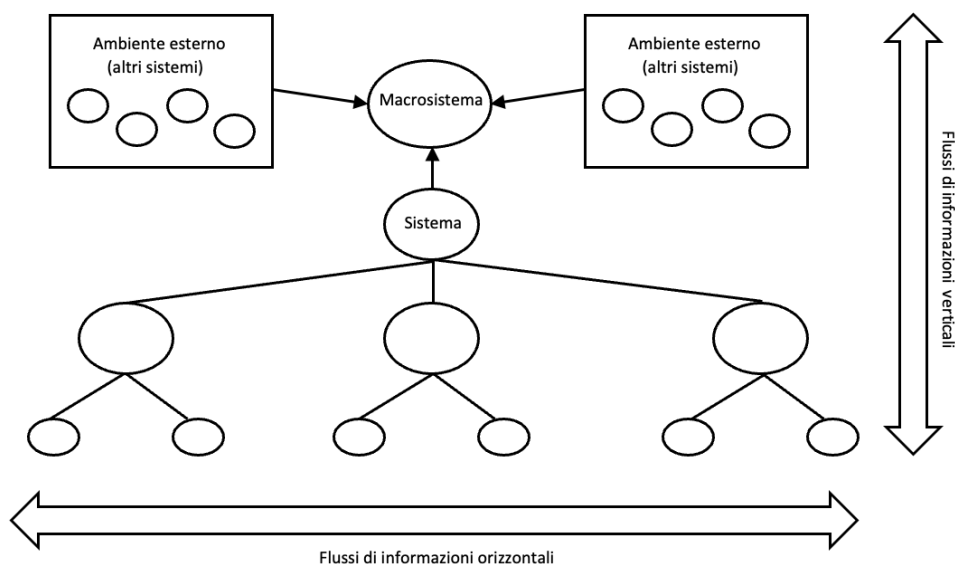 Ambiente esterno
(altri sistemi)
Macrosistema
Ambiente esterno
(altri sistemi)
Sistema
Flussi di informazioni verticali
Flussi di informazioni orizzontali